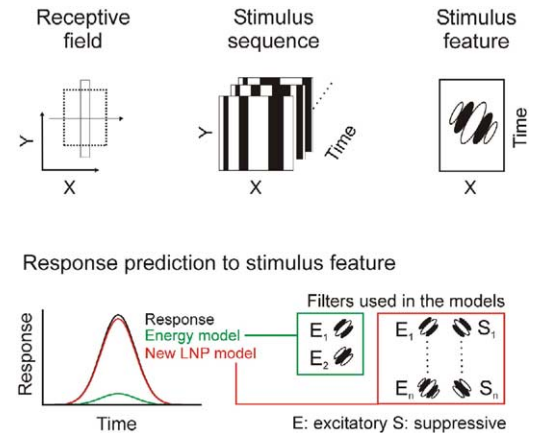 Receptive
field
Y
X
Stimulus
sequence
Y
X
Time
Stimulus
feature
Time
X
Response prediction to stimulus feature
Response
Time
Response
Energy model
New LNP model
Filters used in the models
E1
E2
E1 S1
En Sn
E: excitatory S: suppressive